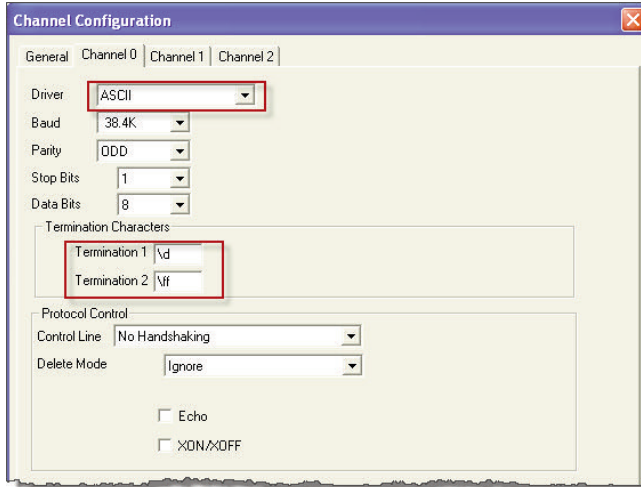 Channel Configuration
General Channel 0 Channel 1 Channel 2
Driver ASCII
Baud 38.4K
Parity ODD
Stop Bits 1
Data Bits 8
Termination Characters
Termination 1 \d
Termination 2 \ff
Protocol Control
Control Line No Handshaking
Delete Mode Ignore
Echo
XON/XOFF